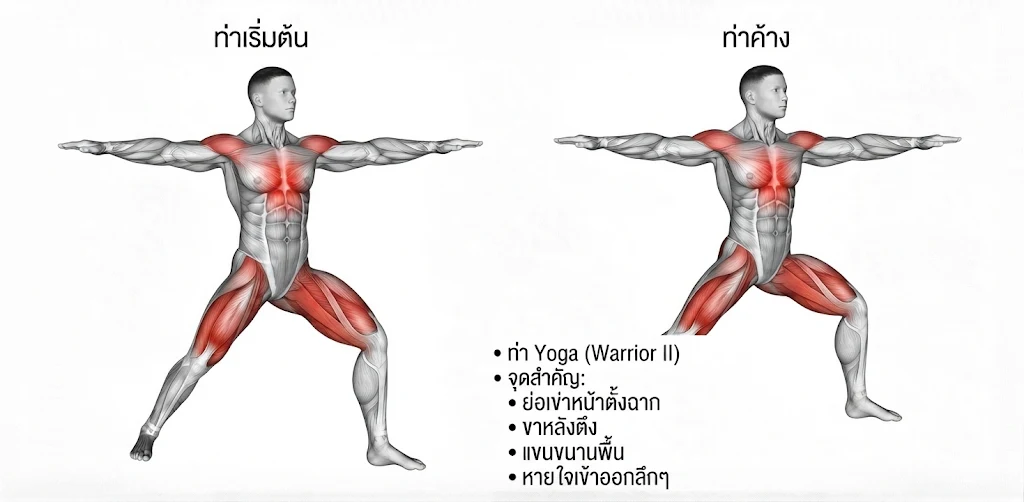 ท่าเริ่มต้น
ท่าค้าง
• ท่า Yoga (Warrior II)
• จุดสำคัญ:
• ย่อเข่าหน้าตั้งฉาก
• ขาหลังตึง
• แขนขนานพื้น
• หายใจเข้าออกลึกๆ